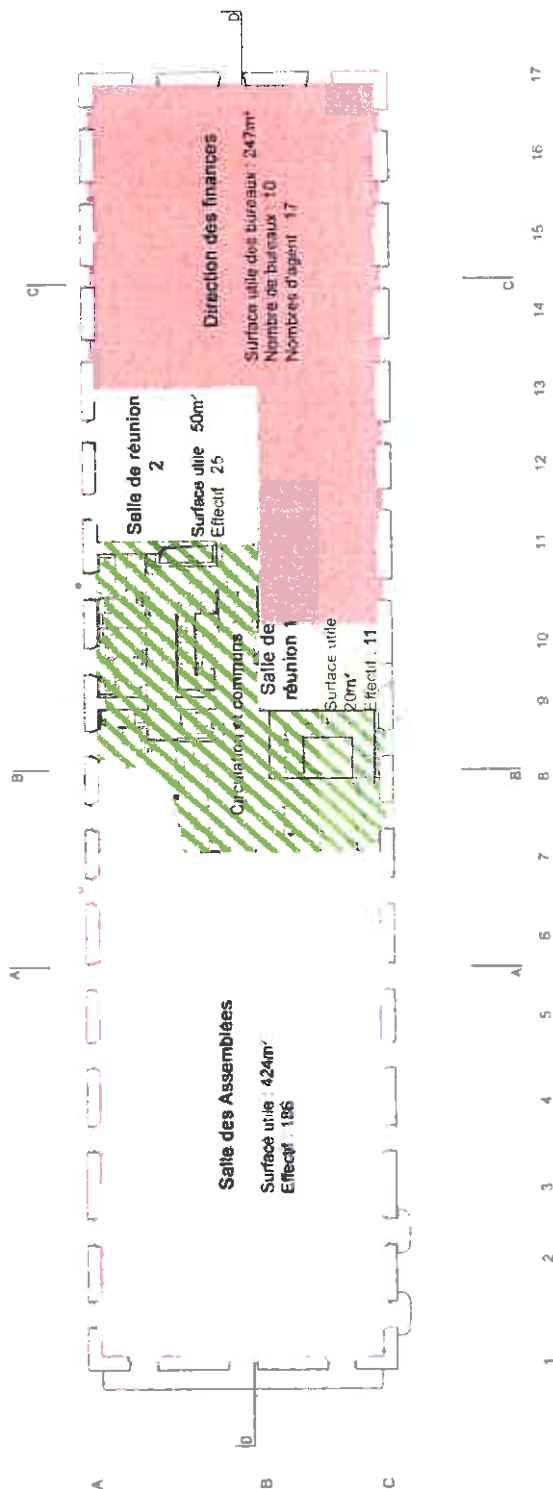 Salle des Assemblées
Surface utile : 424m²
Effectif : 186
Circulation et communs
Salle de
réunion 1
Surface utile
20m²
Effectif : 11
Salle de réunion
2
Surface utile 50m²
Effectif 25
Direction des finances
Surface utile des bureaux : 247m²
Nombre de bureaux : 10
Nombres d'agent 17
A
B
C
D
D
A
B
C
A
B
C
1
2
3
4
5
6
7
8
9
10
11
12
13
14
15
16
17